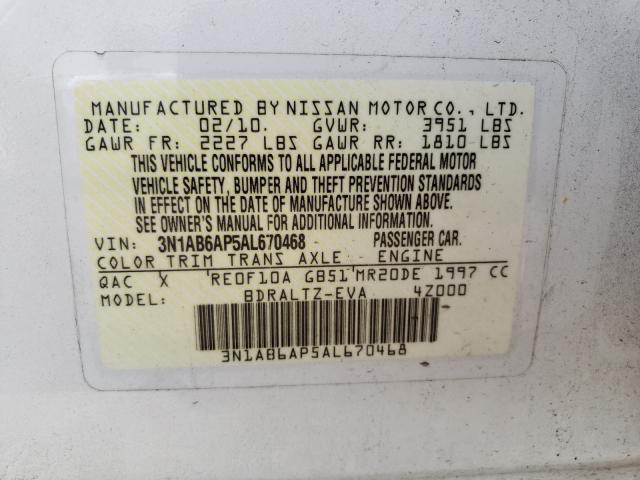 MANUFACTURED BY NISSAN MOTOR CO., LTD.
DATE: 02/10. GVWR: 3951 LBS
GAWR FR: 2227 LBS GAWR RR: 1810 LBS
THIS VEHICLE CONFORMS TO ALL APPLICABLE FEDERAL MOTOR
VEHICLE SAFETY, BUMPER AND THEFT PREVENTION STANDARDS
IN EFFECT ON THE DATE OF MANUFACTURE SHOWN ABOVE.
SEE OWNER'S MANUAL FOR ADDITIONAL INFORMATION.
VIN: 3N1AB6AP5AL670468 PASSENGER CAR.
COLOR TRIM TRANS AXLE - ENGINE
QAC X 'RE0F10A GB51'MR20DE 1997 CC
MODEL: BDRALTZ-EVA 4Z000
3N1AB6AP5AL670468